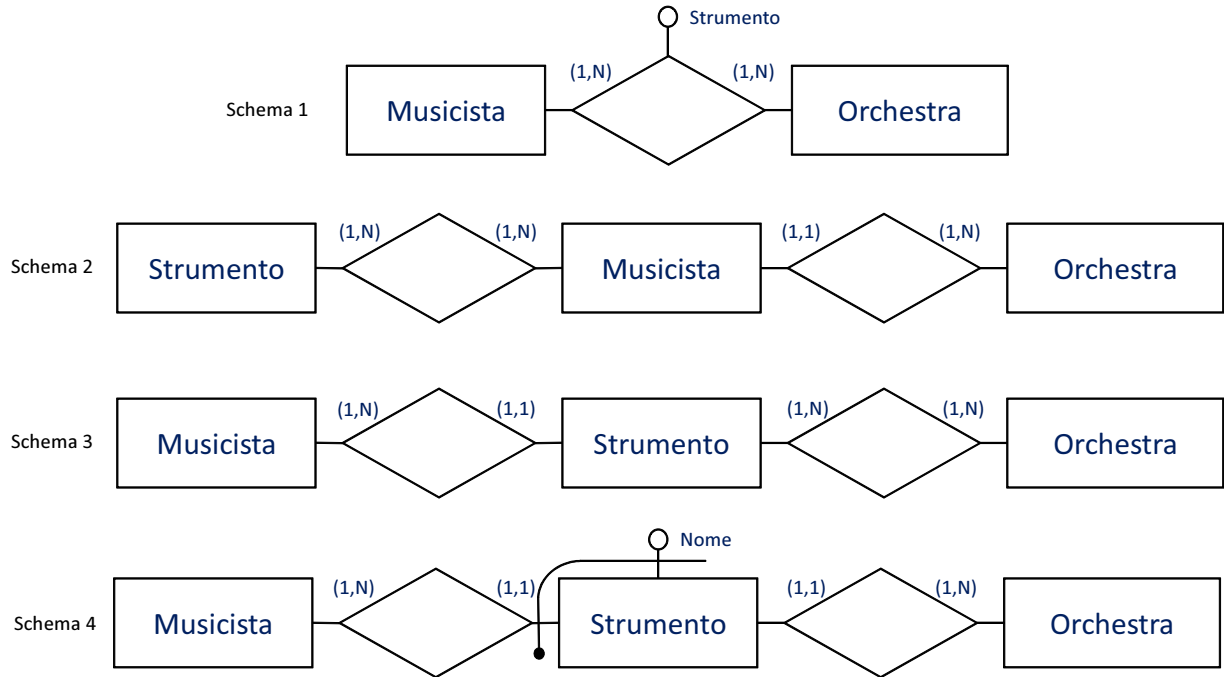 Strumento
(1,N) (1,N)
Schema 1 Musicista Orchestra
(1,N) (1,N) (1,1) (1,N)
Schema 2 Strumento Musicista Orchestra
(1,N) (1,1) (1,N) (1,N)
Schema 3 Musicista Strumento Orchestra
Nome
(1,N) (1,1) (1,1) (1,N)
Schema 4 Musicista Strumento Orchestra